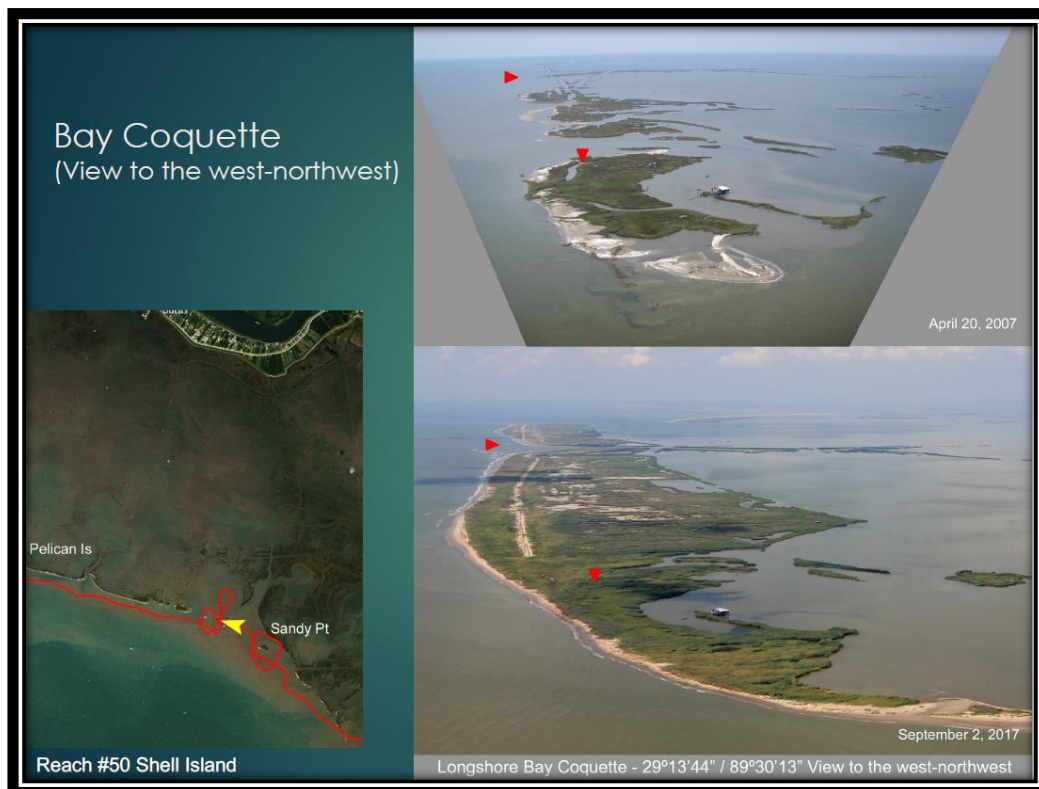 Bay Coquette
(View to the west-northwest)
April 20, 2007
Pelican Is
Sandy Pt
September 2, 2017
Reach #50 Shell Island
Longshore Bay Coquette - 29º13'44" / 89º30'13" View to the west-northwest